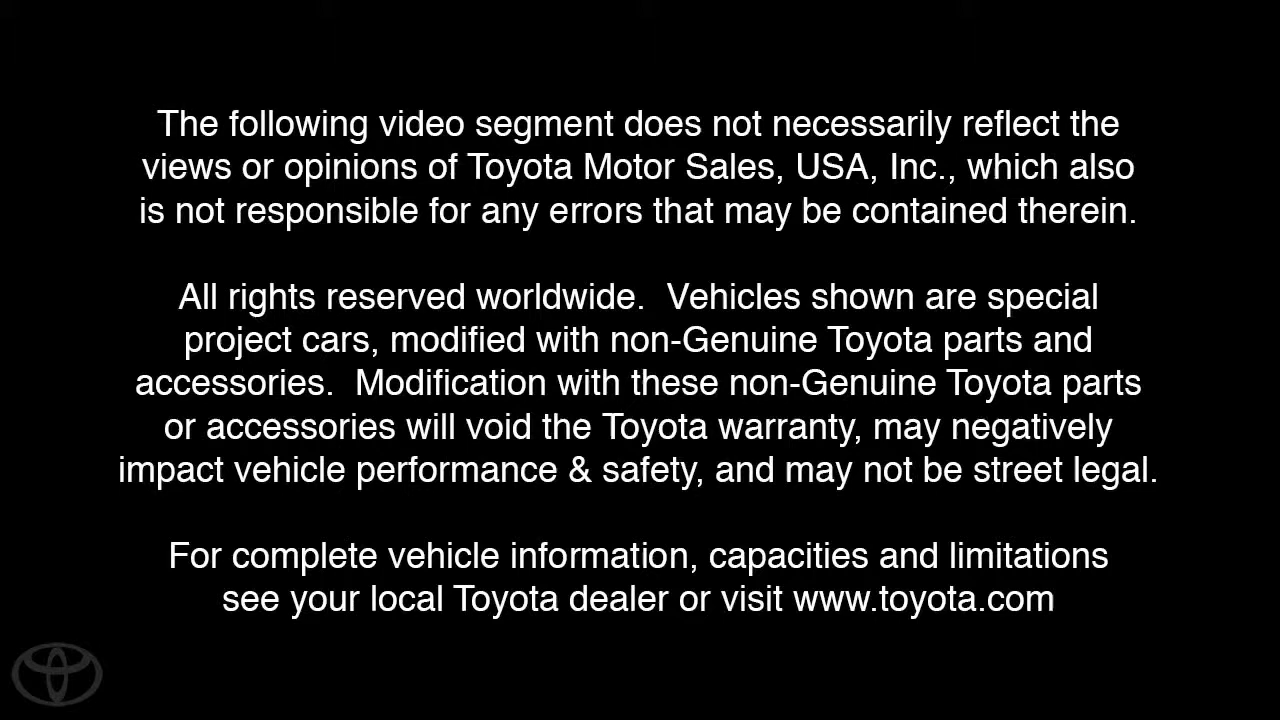 The following video segment does not necessarily reflect the
views or opinions of Toyota Motor Sales, USA, Inc., which also
is not responsible for any errors that may be contained therein.
All rights reserved worldwide.  Vehicles shown are special
project cars, modified with non-Genuine Toyota parts and
accessories.  Modification with these non-Genuine Toyota parts
or accessories will void the Toyota warranty, may negatively
impact vehicle performance & safety, and may not be street legal.
For complete vehicle information, capacities and limitations
see your local Toyota dealer or visit www.toyota.com